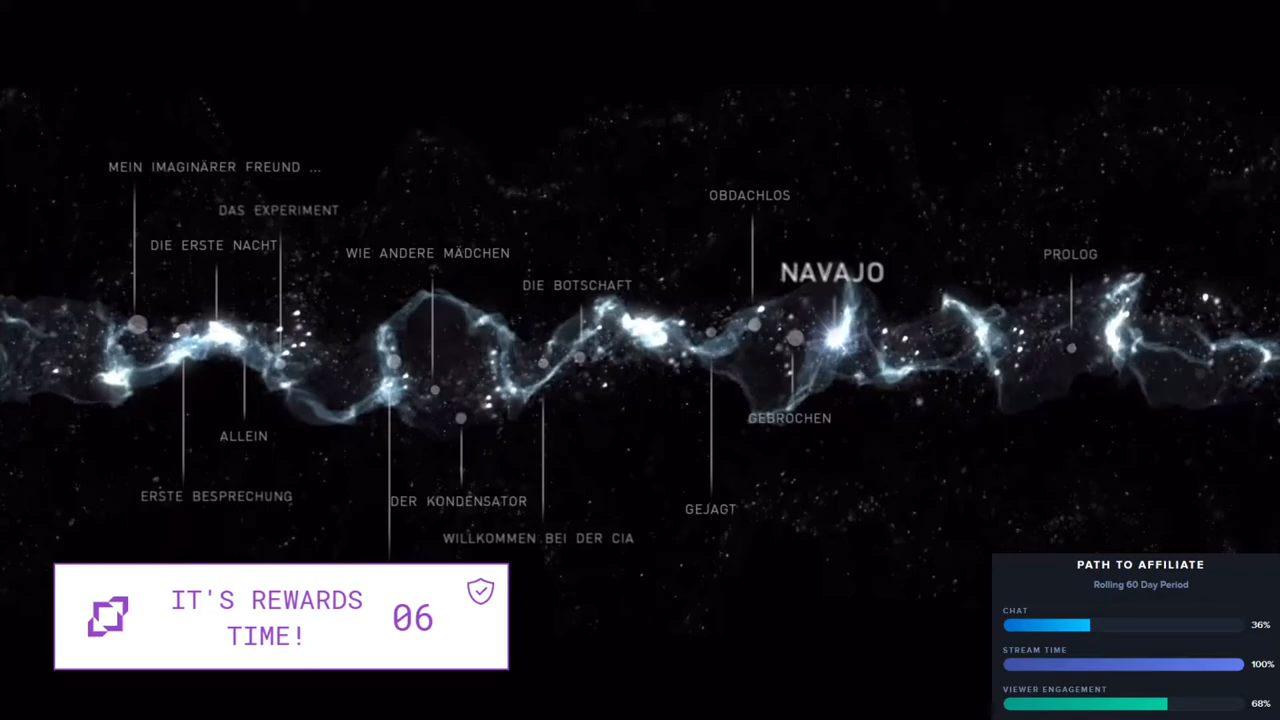 MEIN IMAGINÄRER FREUND ...
DAS EXPERIMENT
DIE ERSTE NACHT
WIE ANDERE MÄDCHEN
DIE BOTSCHAFT
OBDACHLOS
NAVAJO
PROLOG
ALLEIN
ERSTE BESPRECHUNG
DER KONDENSATOR
WILLKOMMEN BEI DER CIA
GEJAGT
GEBROCHEN
IT'S REWARDS
TIME!
06
PATH TO AFFILIATE
Rolling 60 Day Period
CHAT
36%
STREAM TIME
100%
VIEWER ENGAGEMENT
68%